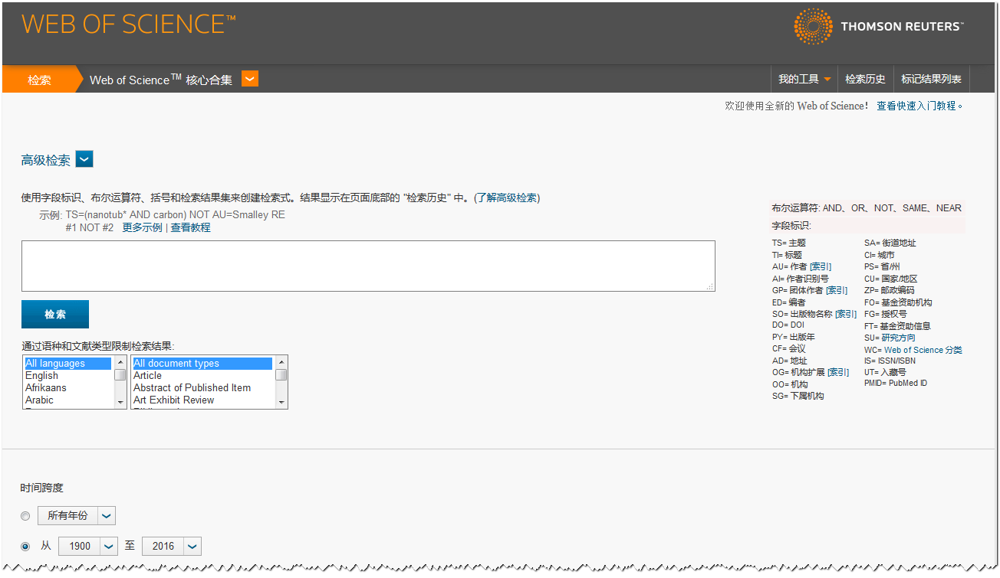 WEB OF SCIENCE™
THOMSON REUTERS™
检索
Web of Science™ 核心合集
我的工具
检索历史
标记结果列表
欢迎使用全新的 Web of Science! 查看快速入门教程。
高级检索
使用字段标识、布尔运算符、括号和检索结果集来创建检索式。结果显示在页面底部的 "检索历史" 中。(了解高级检索)
示例: TS=(nanotub* AND carbon) NOT AU=Smalley RE
#1 NOT #2 更多示例 | 查看教程
检索
通过语种和文献类型限制检索结果:
All languages
English
Afrikaans
Arabic
All document types
Article
Abstract of Published Item
Art Exhibit Review
布尔运算符: AND、OR、NOT、SAME、NEAR
字段标识:
TS= 主题
TI= 标题
AU= 作者 [索引]
AI= 作者识别号
GP= 团体作者 [索引]
ED= 编者
SO= 出版物名称 [索引]
DO= DOI
PY= 出版年
CF= 会议
AD= 地址
OG= 机构扩展 [索引]
OO= 机构
SG= 下属机构
SA= 街道地址
CI= 城市
PS= 省/州
CU= 国家/地区
ZP= 邮政编码
FO= 基金资助机构
FG= 授权号
FT= 基金资助信息
SU= 研究方向
WC= Web of Science 分类
IS= ISSN/ISBN
UT= 入藏号
PMID= PubMed ID
时间跨度
所有年份
从 1900 至 2016